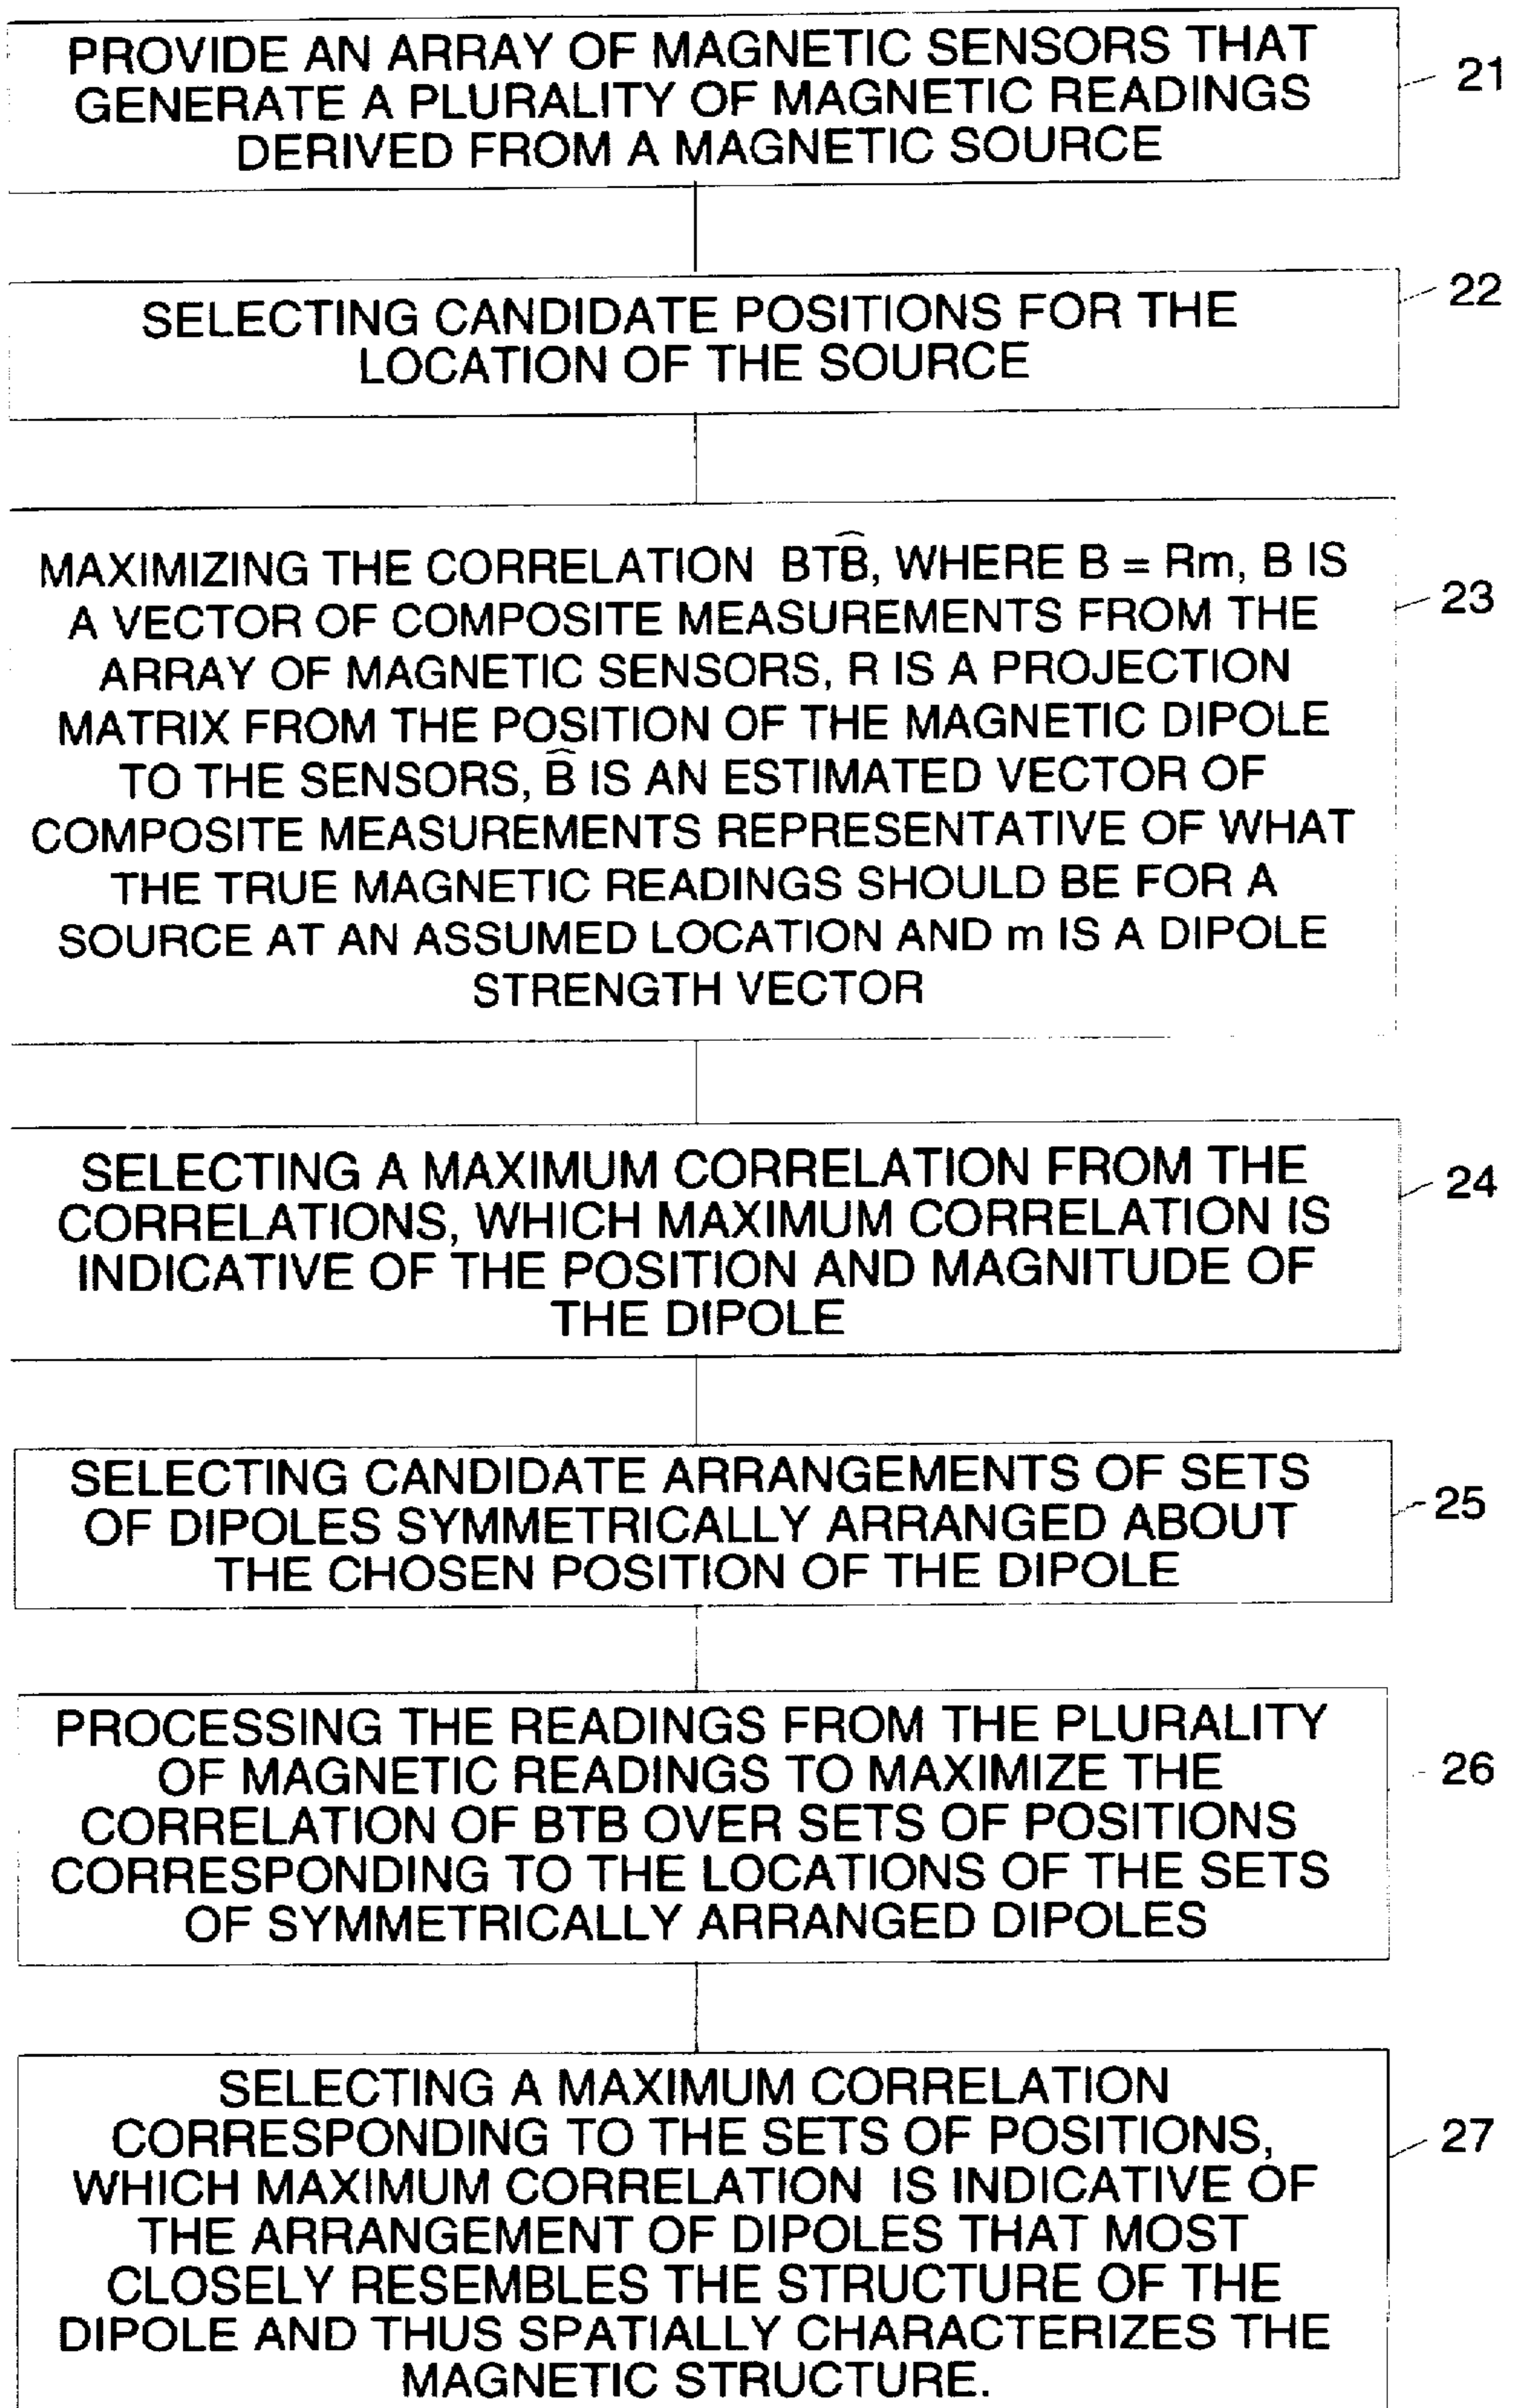 PROVIDE AN ARRAY OF MAGNETIC SENSORS THAT
GENERATE A PLURALITY OF MAGNETIC READINGS
DERIVED FROM A MAGNETIC SOURCE
21
SELECTING CANDIDATE POSITIONS FOR THE
LOCATION OF THE SOURCE
22
MAXIMIZING THE CORRELATION BTB̂, WHERE B = Rm, B IS
A VECTOR OF COMPOSITE MEASUREMENTS FROM THE
ARRAY OF MAGNETIC SENSORS, R IS A PROJECTION
MATRIX FROM THE POSITION OF THE MAGNETIC DIPOLE
TO THE SENSORS, B̂ IS AN ESTIMATED VECTOR OF
COMPOSITE MEASUREMENTS REPRESENTATIVE OF WHAT
THE TRUE MAGNETIC READINGS SHOULD BE FOR A
SOURCE AT AN ASSUMED LOCATION AND m IS A DIPOLE
STRENGTH VECTOR
23
SELECTING A MAXIMUM CORRELATION FROM THE
CORRELATIONS, WHICH MAXIMUM CORRELATION IS
INDICATIVE OF THE POSITION AND MAGNITUDE OF
THE DIPOLE
24
SELECTING CANDIDATE ARRANGEMENTS OF SETS
OF DIPOLES SYMMETRICALLY ARRANGED ABOUT
THE CHOSEN POSITION OF THE DIPOLE
25
PROCESSING THE READINGS FROM THE PLURALITY
OF MAGNETIC READINGS TO MAXIMIZE THE
CORRELATION OF BTB OVER SETS OF POSITIONS
CORRESPONDING TO THE LOCATIONS OF THE SETS
OF SYMMETRICALLY ARRANGED DIPOLES
26
SELECTING A MAXIMUM CORRELATION
CORRESPONDING TO THE SETS OF POSITIONS,
WHICH MAXIMUM CORRELATION IS INDICATIVE OF
THE ARRANGEMENT OF DIPOLES THAT MOST
CLOSELY RESEMBLES THE STRUCTURE OF THE
DIPOLE AND THUS SPATIALLY CHARACTERIZES THE
MAGNETIC STRUCTURE.
27